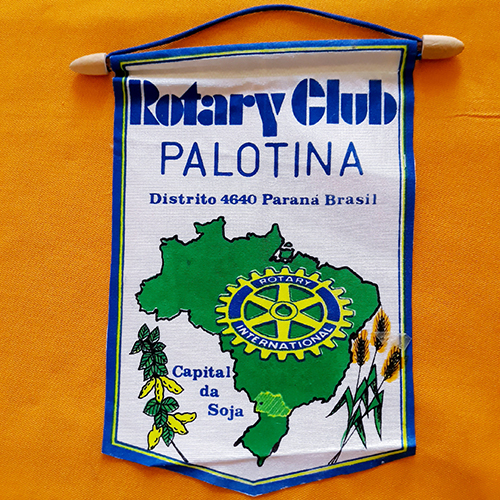 Rotary Club
PALOTINA
Distrito 4640 Paraná Brasil
ROTARY
INTERNATIONAL
Capital
da
Soja